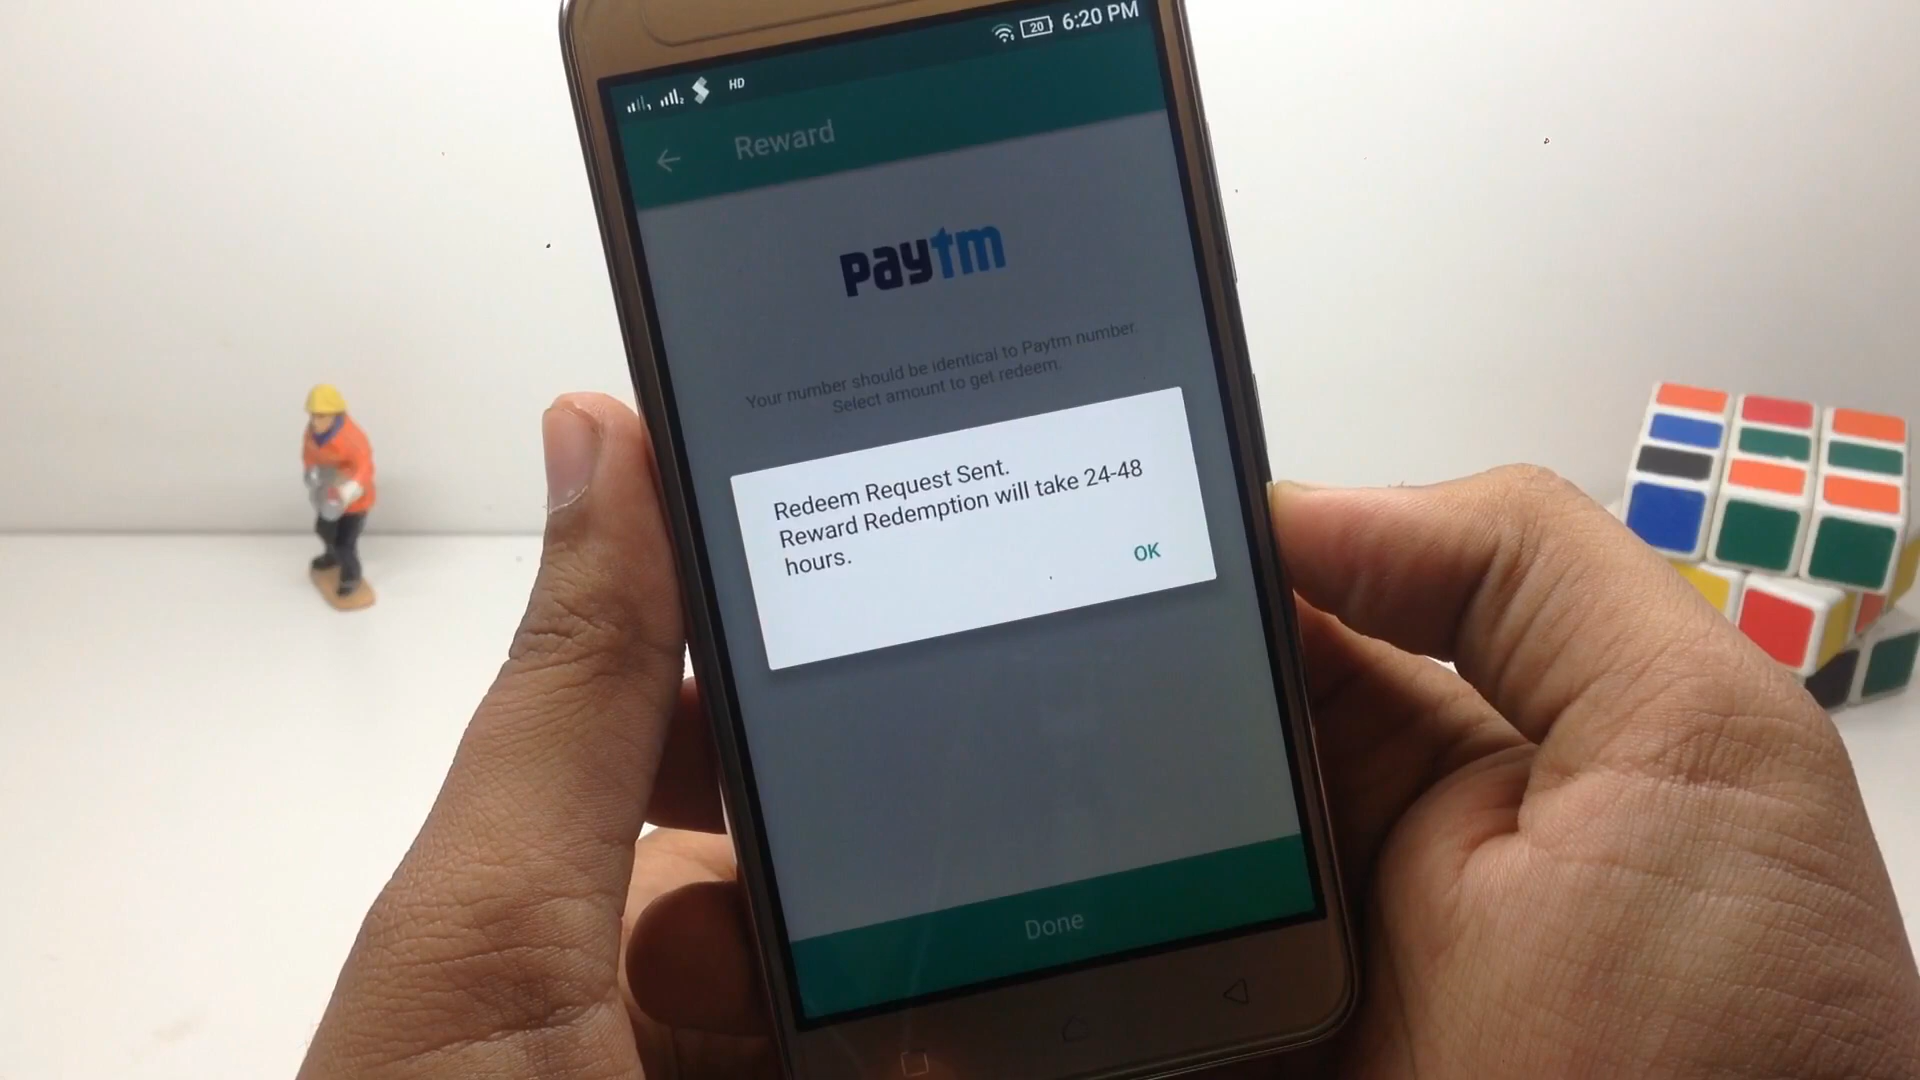 HD
20
6:20 PM
Reward
paytm
Your number should be identical to Paytm number.
Select amount to get redeem.
Redeem Request Sent.
Reward Redemption will take 24-48
hours.
OK
Done